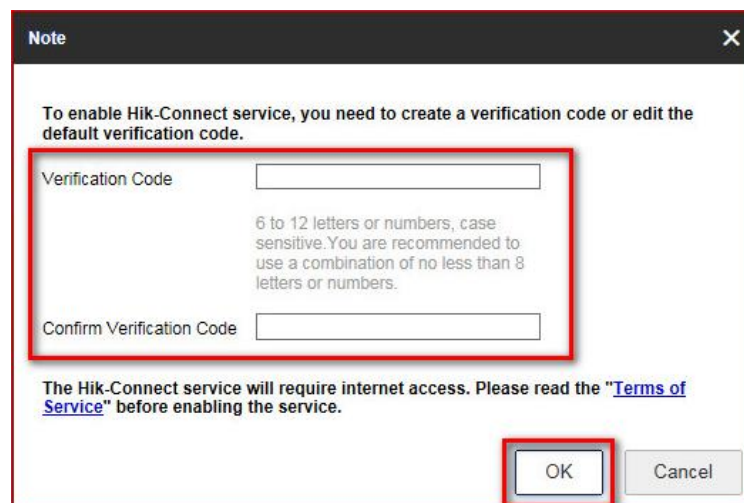 Note
To enable Hik-Connect service, you need to create a verification code or edit the
default verification code.
Verification Code
6 to 12 letters or numbers, case
sensitive.You are recommended to
use a combination of no less than 8
letters or numbers.
Confirm Verification Code
The Hik-Connect service will require internet access. Please read the "Terms of
Service" before enabling the service.
OK Cancel